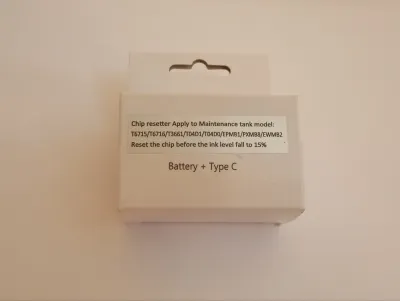 Chip resetter Apply to Maintenance tank model:
T6715/T6716/T3661/T0401/T04D0/EPMB1/PXMB8/EWMB2
Reset the chip before the ink level fall to 15%
Battery + Type C